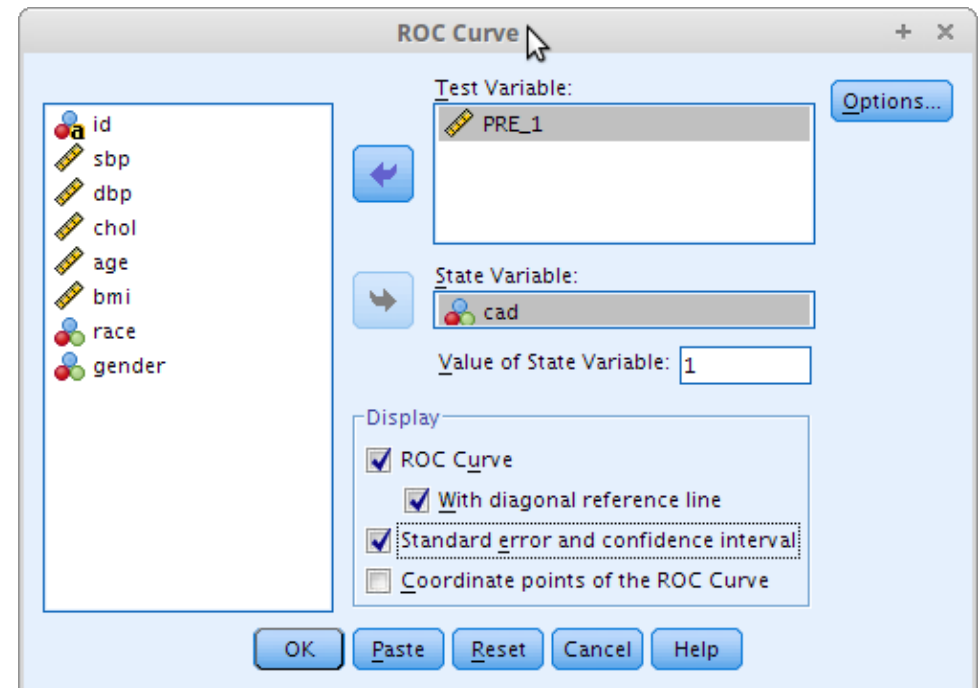 ROC Curve
id
sbp
dbp
chol
age
bmi
race
gender
Test Variable:
PRE_1
Options...
State Variable:
cad
Value of State Variable: 1
Display
ROC Curve
With diagonal reference line
Standard error and confidence interval
Coordinate points of the ROC Curve
OK Paste Reset Cancel Help